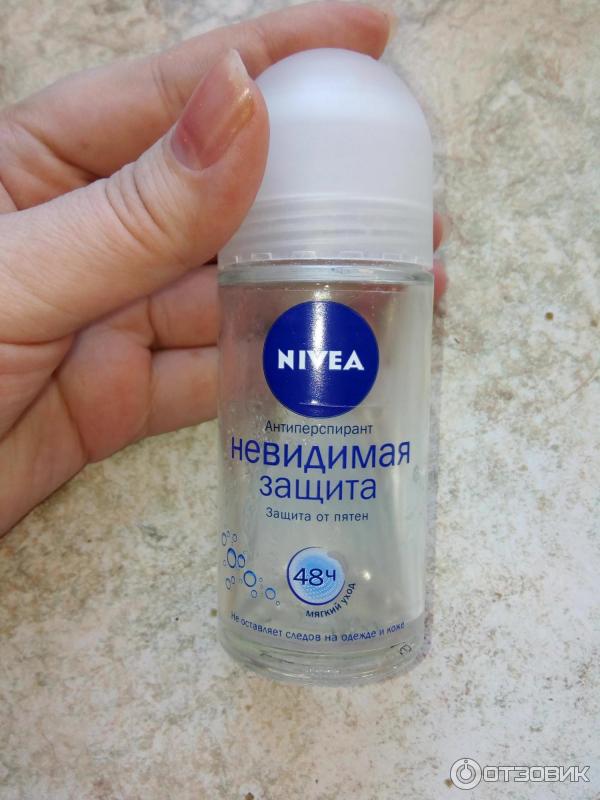 NIVEA
Антиперспирант
невидимая
защита
Защита от пятен
48ч
мягкий уход
Не оставляет следов на одежде и коже
ОТЗОВИК